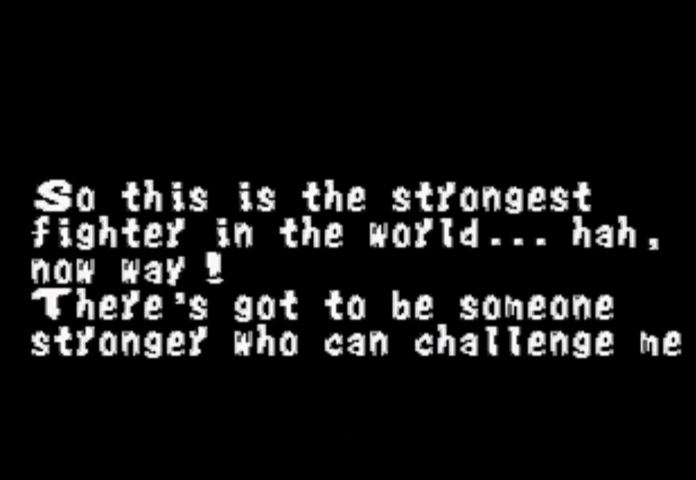 So this is the strongest
fighter in the world... hah,
now way !
There's got to be someone
stronger who can challenge me